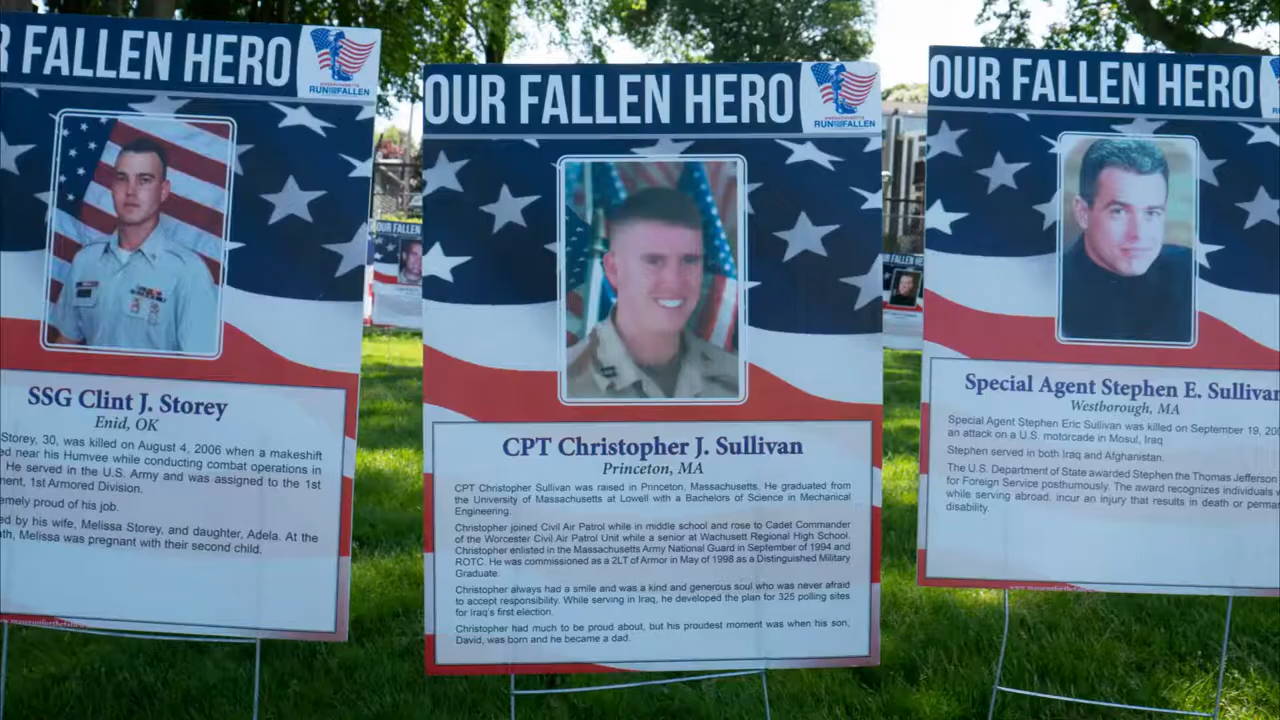 R FALLEN HERO
RUN FALLEN
SSG Clint J. Storey
Enid, OK
Storey, 30, was killed on August 4, 2006 when a makeshift
ed near his Humvee while conducting combat operations in
He served in the U.S. Army and was assigned to the 1st
ment, 1st Armored Division.
emely proud of his job.
ed by his wife, Melissa Storey, and daughter, Adela. At the
ath, Melissa was pregnant with their second child.
OUR FALLEN
OUR FALLEN HERO
MASSACHUSETTS
RUN FALLEN
CPT Christopher J. Sullivan
Princeton, MA
CPT Christopher Sullivan was raised in Princeton, Massachusetts. He graduated from
the University of Massachusetts at Lowell with a Bachelors of Science in Mechanical
Engineering.
Christopher joined Civil Air Patrol while in middle school and rose to Cadet Commander
of the Worcester Civil Air Patrol Unit while a senior at Wachusett Regional High School.
Christopher enlisted in the Massachusetts Army National Guard in September of 1994 and
ROTC. He was commissioned as a 2LT of Armor in May of 1998 as a Distinguished Military
Graduate.
Christopher always had a smile and was a kind and generous soul who was never afraid
to accept responsibility. While serving in Iraq, he developed the plan for 325 polling sites
for Iraq's first election.
Christopher had much to be proud about, but his proudest moment was when his son,
David, was born and he became a dad.
OUR FALLEN HERO
Special Agent Stephen E. Sullivan
Westborough, MA
Special Agent Stephen Eric Sullivan was killed on September 19, 200
an attack on a U.S. motorcade in Mosul, Iraq
Stephen served in both Iraq and Afghanistan.
The U.S. Department of State awarded Stephen the Thomas Jefferson
for Foreign Service posthumously. The award recognizes individuals
while serving abroad, incur an injury that results in death or perma
disability.